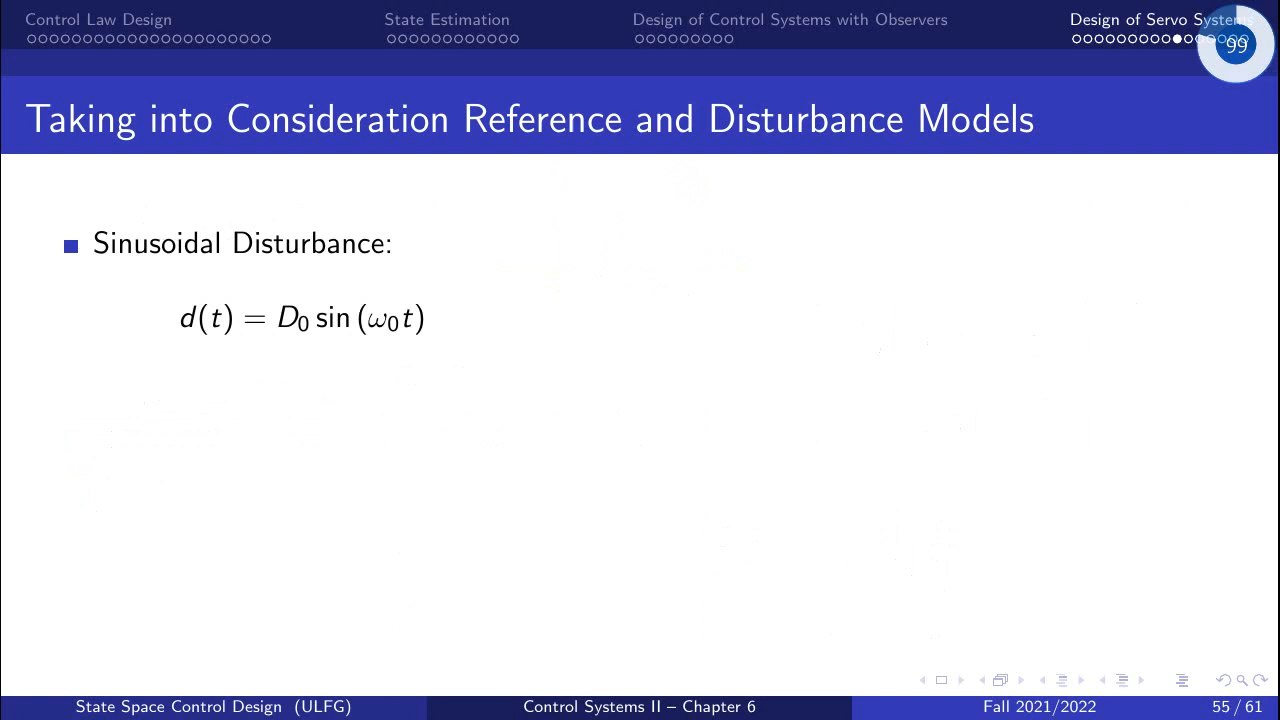 Control Law Design State Estimation Design of Control Systems with Observers Design of Servo Systems
99
Taking into Consideration Reference and Disturbance Models
Sinusoidal Disturbance:
d(t) = D₀ sin (ω₀t)
State Space Control Design (ULFG) Control Systems II – Chapter 6 Fall 2021/2022 55 / 61